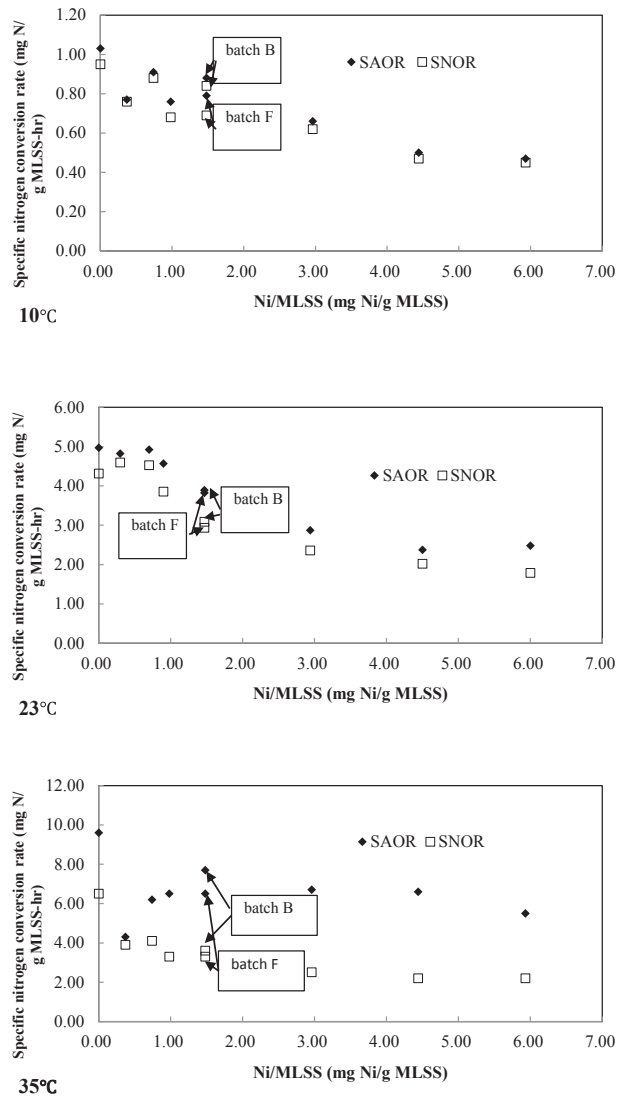 Specific nitrogen conversion rate (mg N/
g MLSS-hr)
1.20
1.00
0.80
0.60
0.40
0.20
0.00
batch B
batch F
SAOR SNOR
0.00 1.00 2.00 3.00 4.00 5.00 6.00 7.00
Ni/MLSS (mg Ni/g MLSS)
10℃
Specific nitrogen conversion rate (mg N/
g MLSS-hr)
6.00
5.00
4.00
3.00
2.00
1.00
0.00
SAOR SNOR
batch B
batch F
0.00 1.00 2.00 3.00 4.00 5.00 6.00 7.00
Ni/MLSS (mg Ni/g MLSS)
23℃
Specific nitrogen conversion rate (mg N/
g MLSS-hr)
12.00
10.00
8.00
6.00
4.00
2.00
0.00
SAOR SNOR
batch B
batch F
0.00 1.00 2.00 3.00 4.00 5.00 6.00 7.00
Ni/MLSS (mg Ni/g MLSS)
35℃